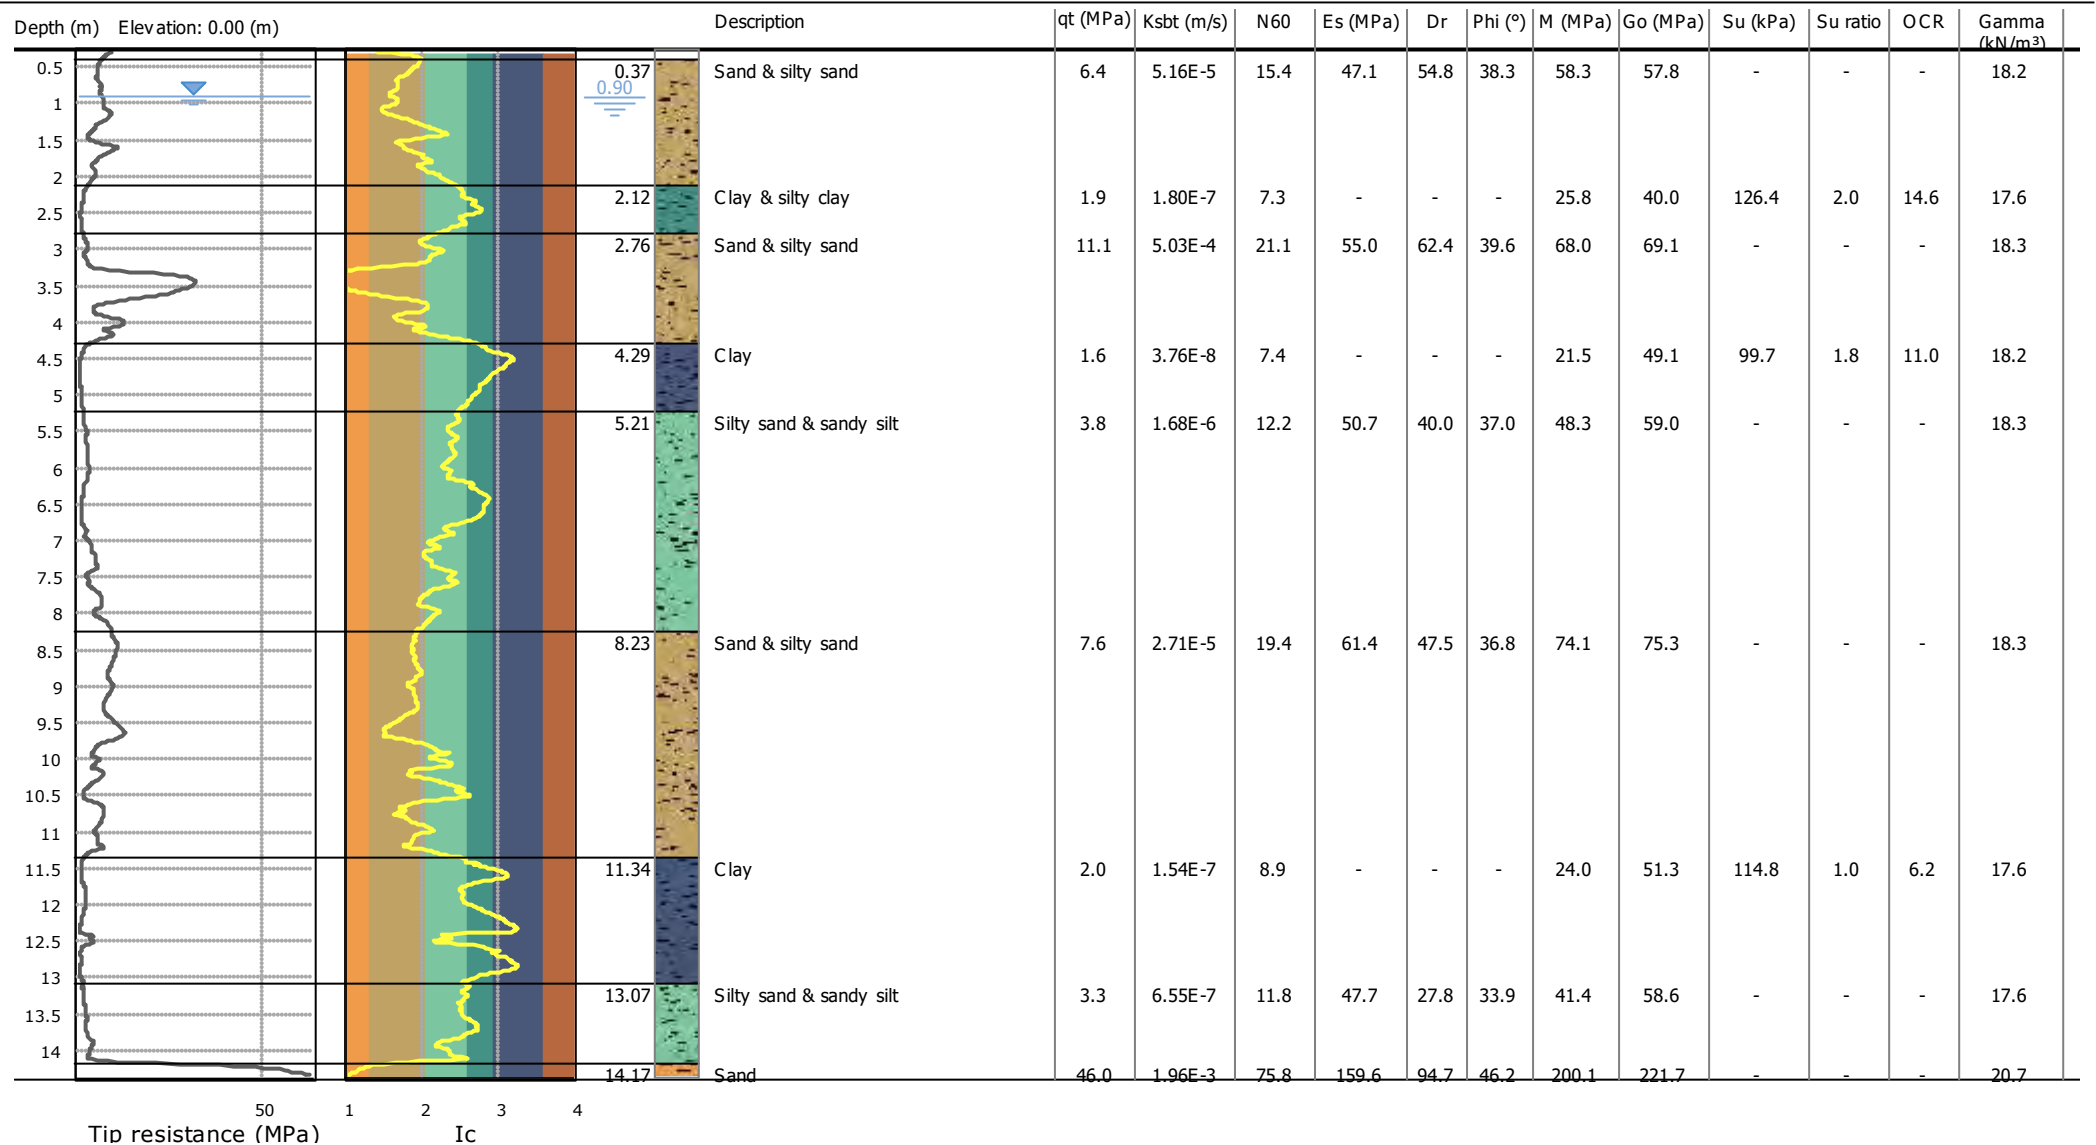 Depth (m) Elevation: 0.00 (m) Description qt (MPa) Ksbt (m/s) N60 Es (MPa) Dr Phi (°) M (MPa) Go (MPa) Su (kPa) Su ratio OCR Gamma
(kN/m³)
0.5 0.37 Sand & silty sand 6.4 5.16E-5 15.4 47.1 54.8 38.3 58.3 57.8 - - - 18.2
0.90
1
1.5
2
2.12 Clay & silty clay 1.9 1.80E-7 7.3 - - - 25.8 40.0 126.4 2.0 14.6 17.6
2.5
3 2.76 Sand & silty sand 11.1 5.03E-4 21.1 55.0 62.4 39.6 68.0 69.1 - - - 18.3
3.5
4
4.5 4.29 Clay 1.6 3.76E-8 7.4 - - - 21.5 49.1 99.7 1.8 11.0 18.2
5
5.5 5.21 Silty sand & sandy silt 3.8 1.68E-6 12.2 50.7 40.0 37.0 48.3 59.0 - - - 18.3
6
6.5
7
7.5
8
8.5 8.23 Sand & silty sand 7.6 2.71E-5 19.4 61.4 47.5 36.8 74.1 75.3 - - - 18.3
9
9.5
10
10.5
11
11.5 11.34 Clay 2.0 1.54E-7 8.9 - - - 24.0 51.3 114.8 1.0 6.2 17.6
12
12.5
13
13.07 Silty sand & sandy silt 3.3 6.55E-7 11.8 47.7 27.8 33.9 41.4 58.6 - - - 17.6
13.5
14
14.17 Sand 46.0 1.96E-3 75.8 159.6 94.7 46.2 200.1 221.7 - - - 20.7
50 1 2 3 4
Tip resistance (MPa) Ic